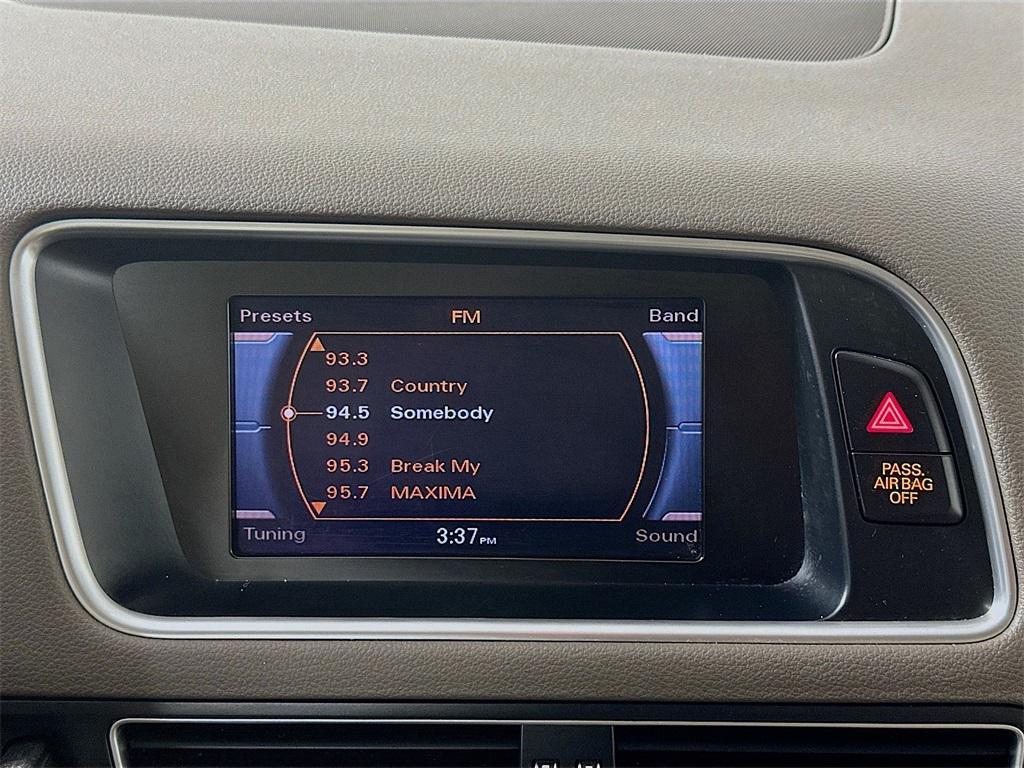 Presets FM Band
93.3
93.7 Country
94.5 Somebody
94.9
95.3 Break My
95.7 MAXIMA
Tuning 3:37 PM Sound
PASS.
AIR BAG
OFF